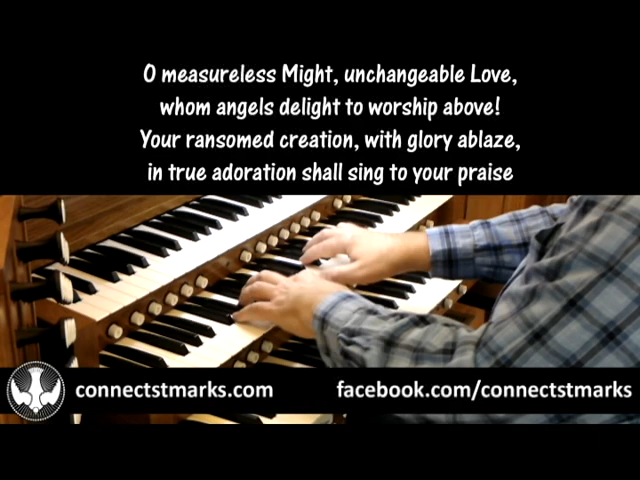 O measureless Might, unchangeable Love,
whom angels delight to worship above!
Your ransomed creation, with glory ablaze,
in true adoration shall sing to your praise
connectstmarks.com
facebook.com/connectstmarks